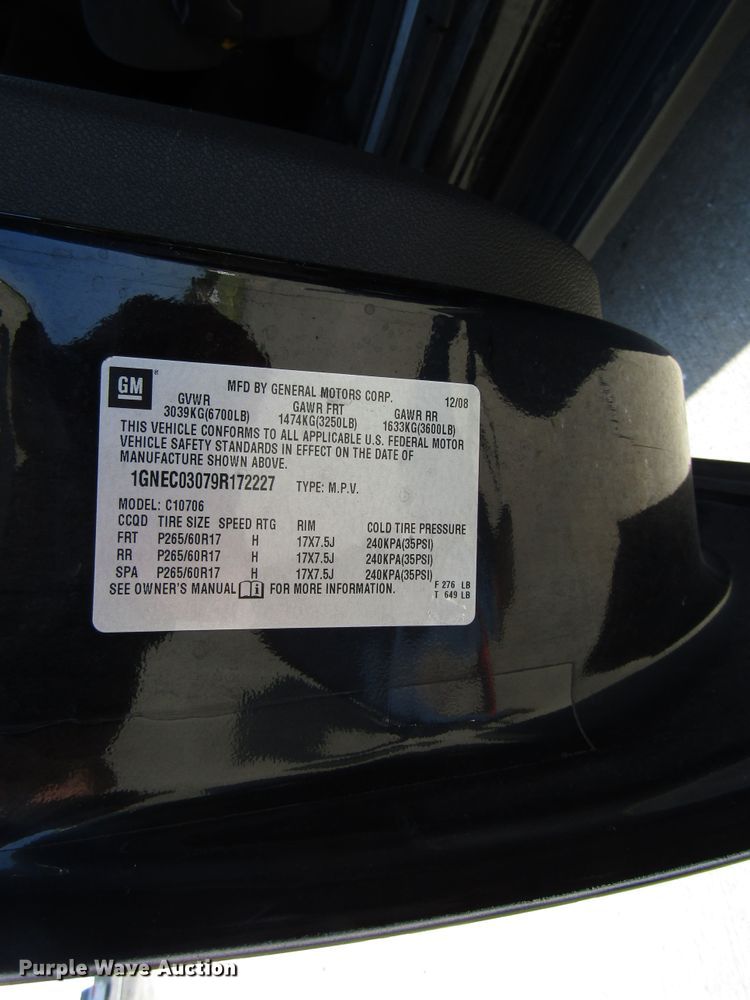 GM
MFD BY GENERAL MOTORS CORP. 12/08
GVWR GAWR FRT GAWR RR
3039KG(6700LB) 1474KG(3250LB) 1633KG(3600LB)
THIS VEHICLE CONFORMS TO ALL APPLICABLE U.S. FEDERAL MOTOR
VEHICLE SAFETY STANDARDS IN EFFECT ON THE DATE OF
MANUFACTURE SHOWN ABOVE.
1GNEC03079R172227 TYPE: M.P.V.
MODEL: C10706
CCQD TIRE SIZE SPEED RTG RIM COLD TIRE PRESSURE
FRT P265/60R17 H 17X7.5J 240KPA(35PSI)
RR P265/60R17 H 17X7.5J 240KPA(35PSI)
SPA P265/60R17 H 17X7.5J 240KPA(35PSI)
SEE OWNER'S MANUAL FOR MORE INFORMATION.
F 276 LB
T 649 LB
Purple Wave Auction